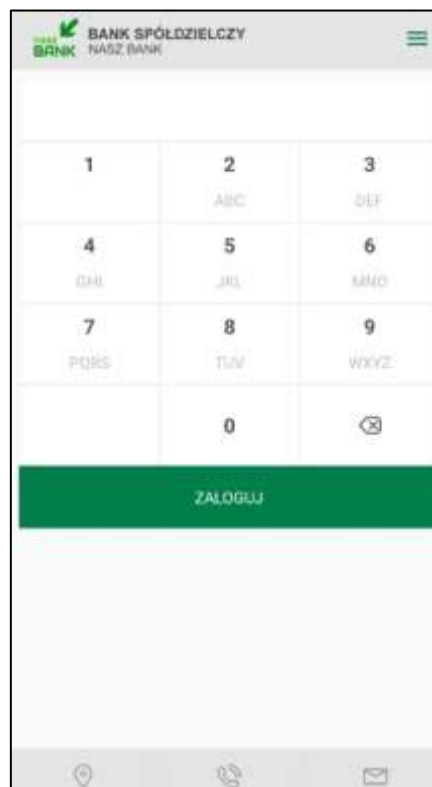 BANK SPÓŁDZIELCZY
NASZ BANK
BANK
1 2 3
ABC DEF
4 5 6
GHI JKL MNO
7 8 9
PQRS TUV WXYZ
0
ZALOGUJ